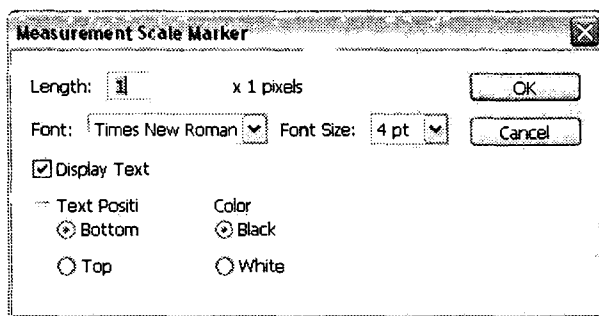 Measurement Scale Marker
Length: 1 x 1 pixels OK
Font: Times New Roman Font Size: 4 pt Cancel
Display Text
Text Positi Color
Bottom Black
Top White